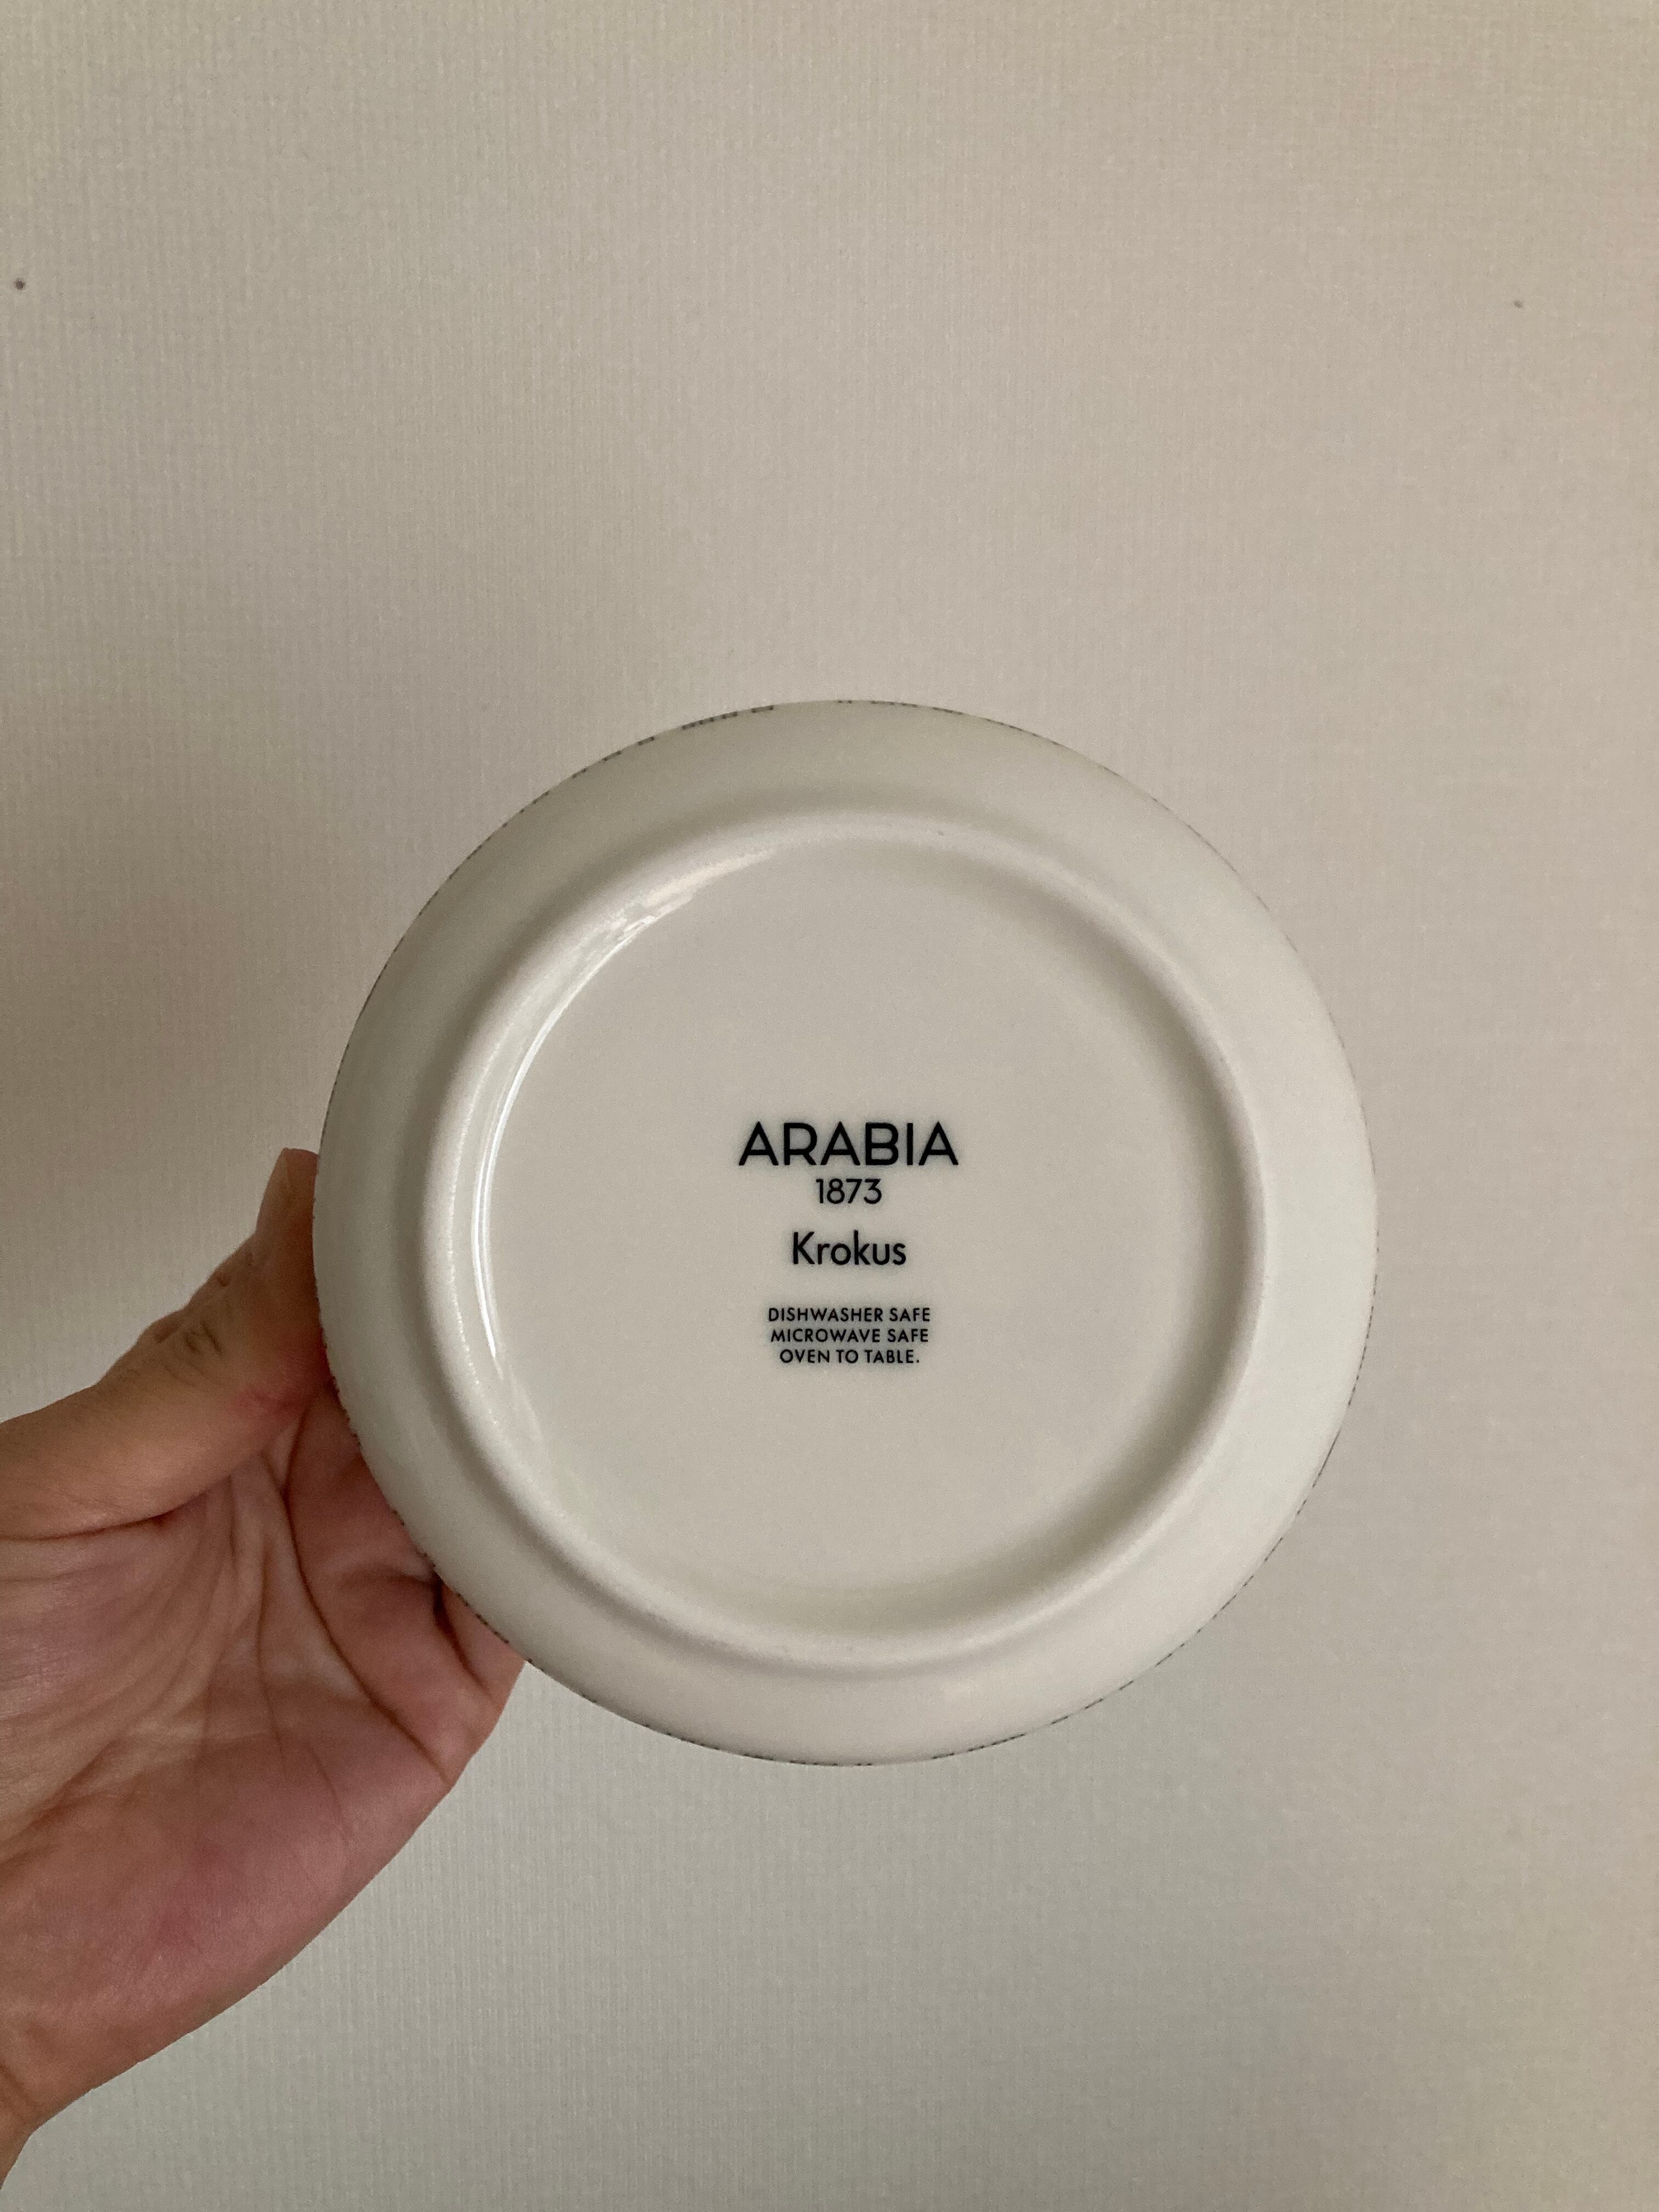 ARABIA
1873
Krokus
DISHWASHER SAFE
MICROWAVE SAFE
OVEN TO TABLE.